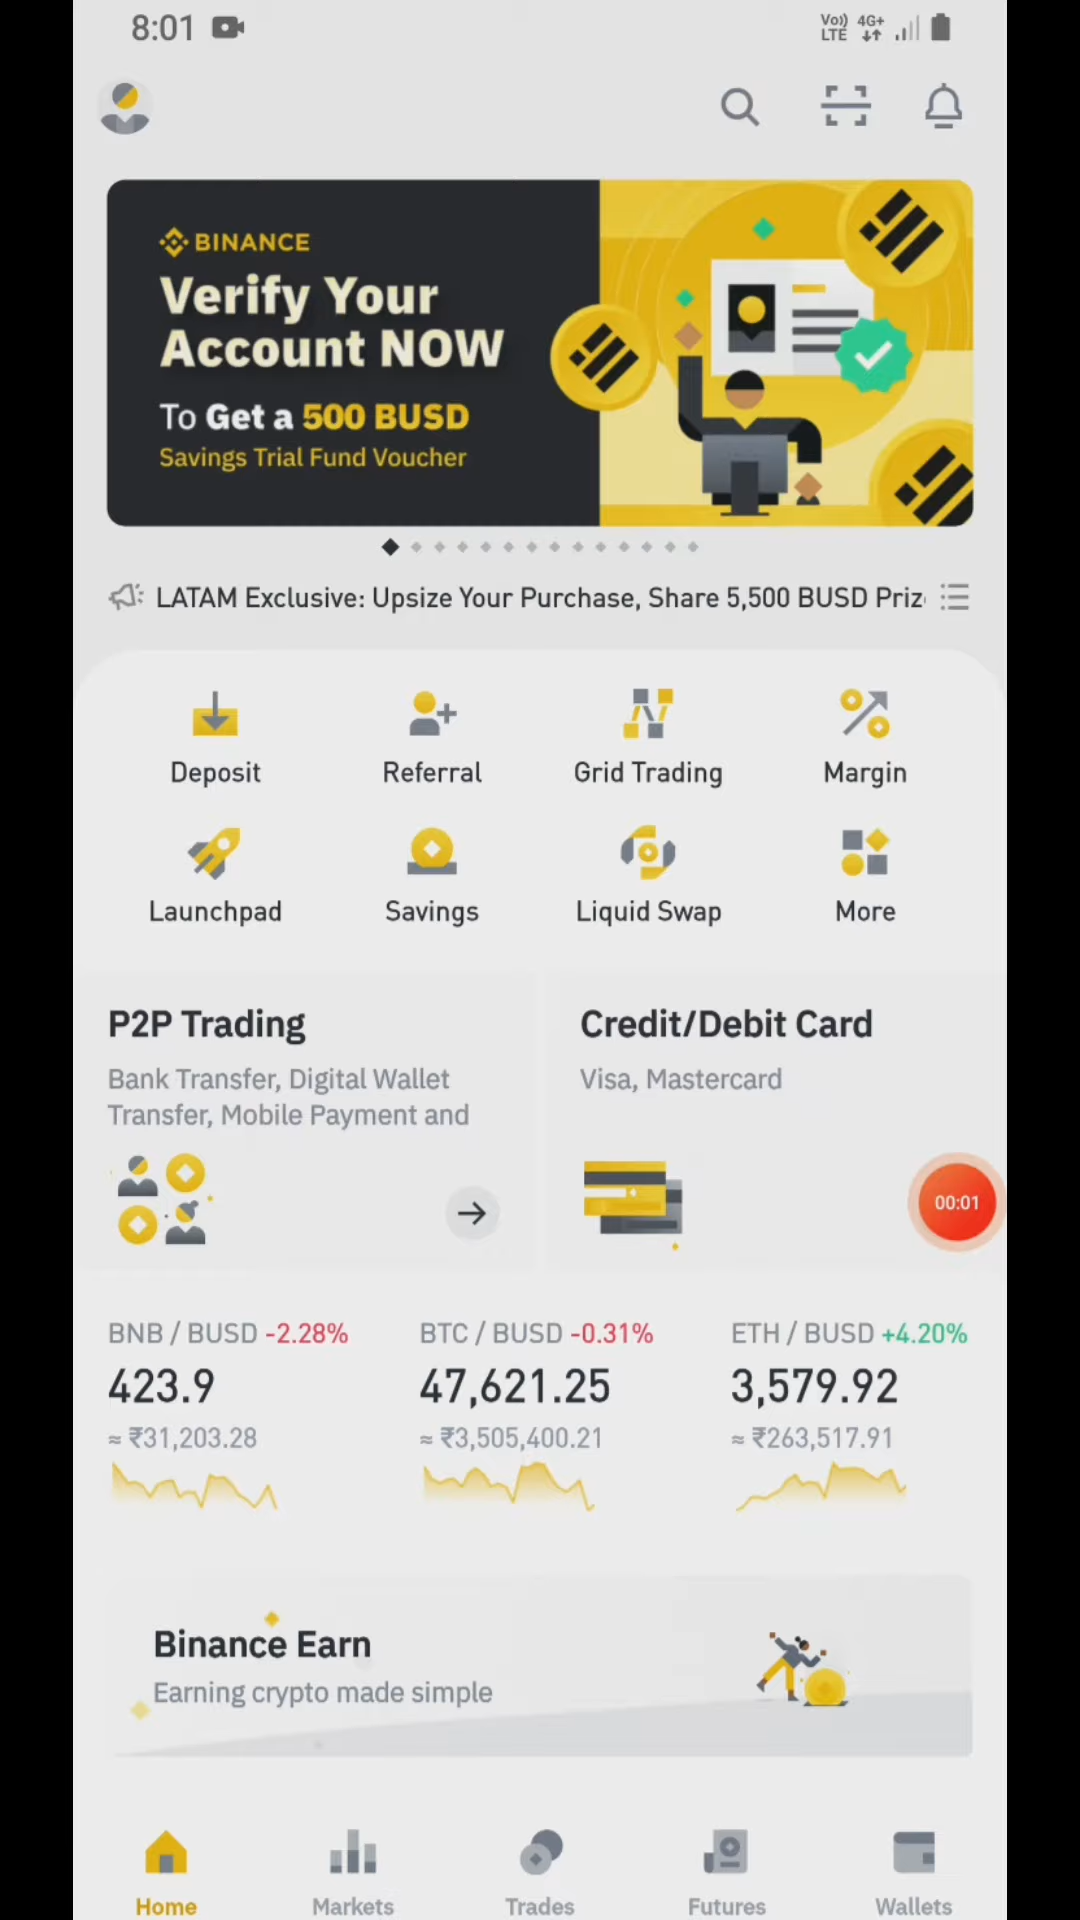 8:01
Vo)) LTE 4G+
BINANCE
Verify Your
Account NOW
To Get a 500 BUSD
Savings Trial Fund Voucher
LATAM Exclusive: Upsize Your Purchase, Share 5,500 BUSD Priz
Deposit Referral Grid Trading Margin
Launchpad Savings Liquid Swap More
P2P Trading
Bank Transfer, Digital Wallet
Transfer, Mobile Payment and
Credit/Debit Card
Visa, Mastercard
00:01
BNB / BUSD -2.28%
423.9
≈ ₹31,203.28
BTC / BUSD -0.31%
47,621.25
≈ ₹3,505,400.21
ETH / BUSD +4.20%
3,579.92
≈ ₹263,517.91
Binance Earn
Earning crypto made simple
Home Markets Trades Futures Wallets